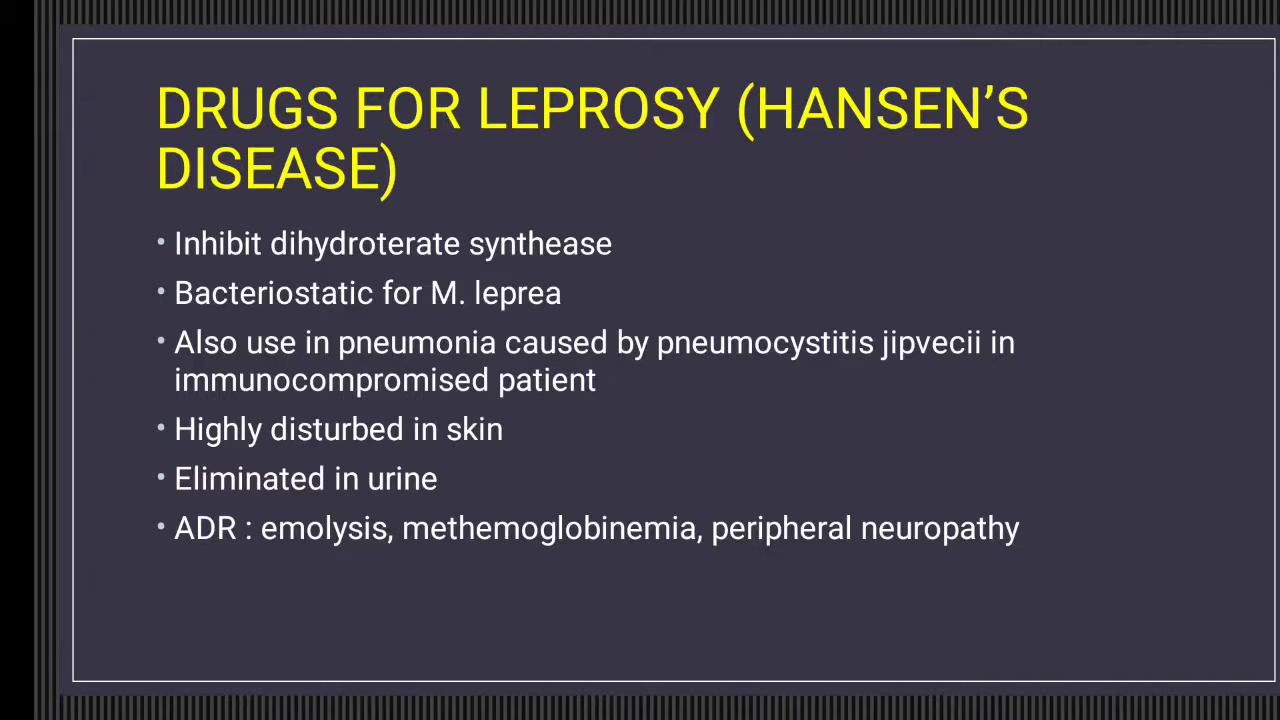 DRUGS FOR LEPROSY (HANSEN’S
DISEASE)
• Inhibit dihydroterate synthease
• Bacteriostatic for M. leprea
• Also use in pneumonia caused by pneumocystitis jipvecii in
immunocompromised patient
• Highly disturbed in skin
• Eliminated in urine
• ADR : emolysis, methemoglobinemia, peripheral neuropathy